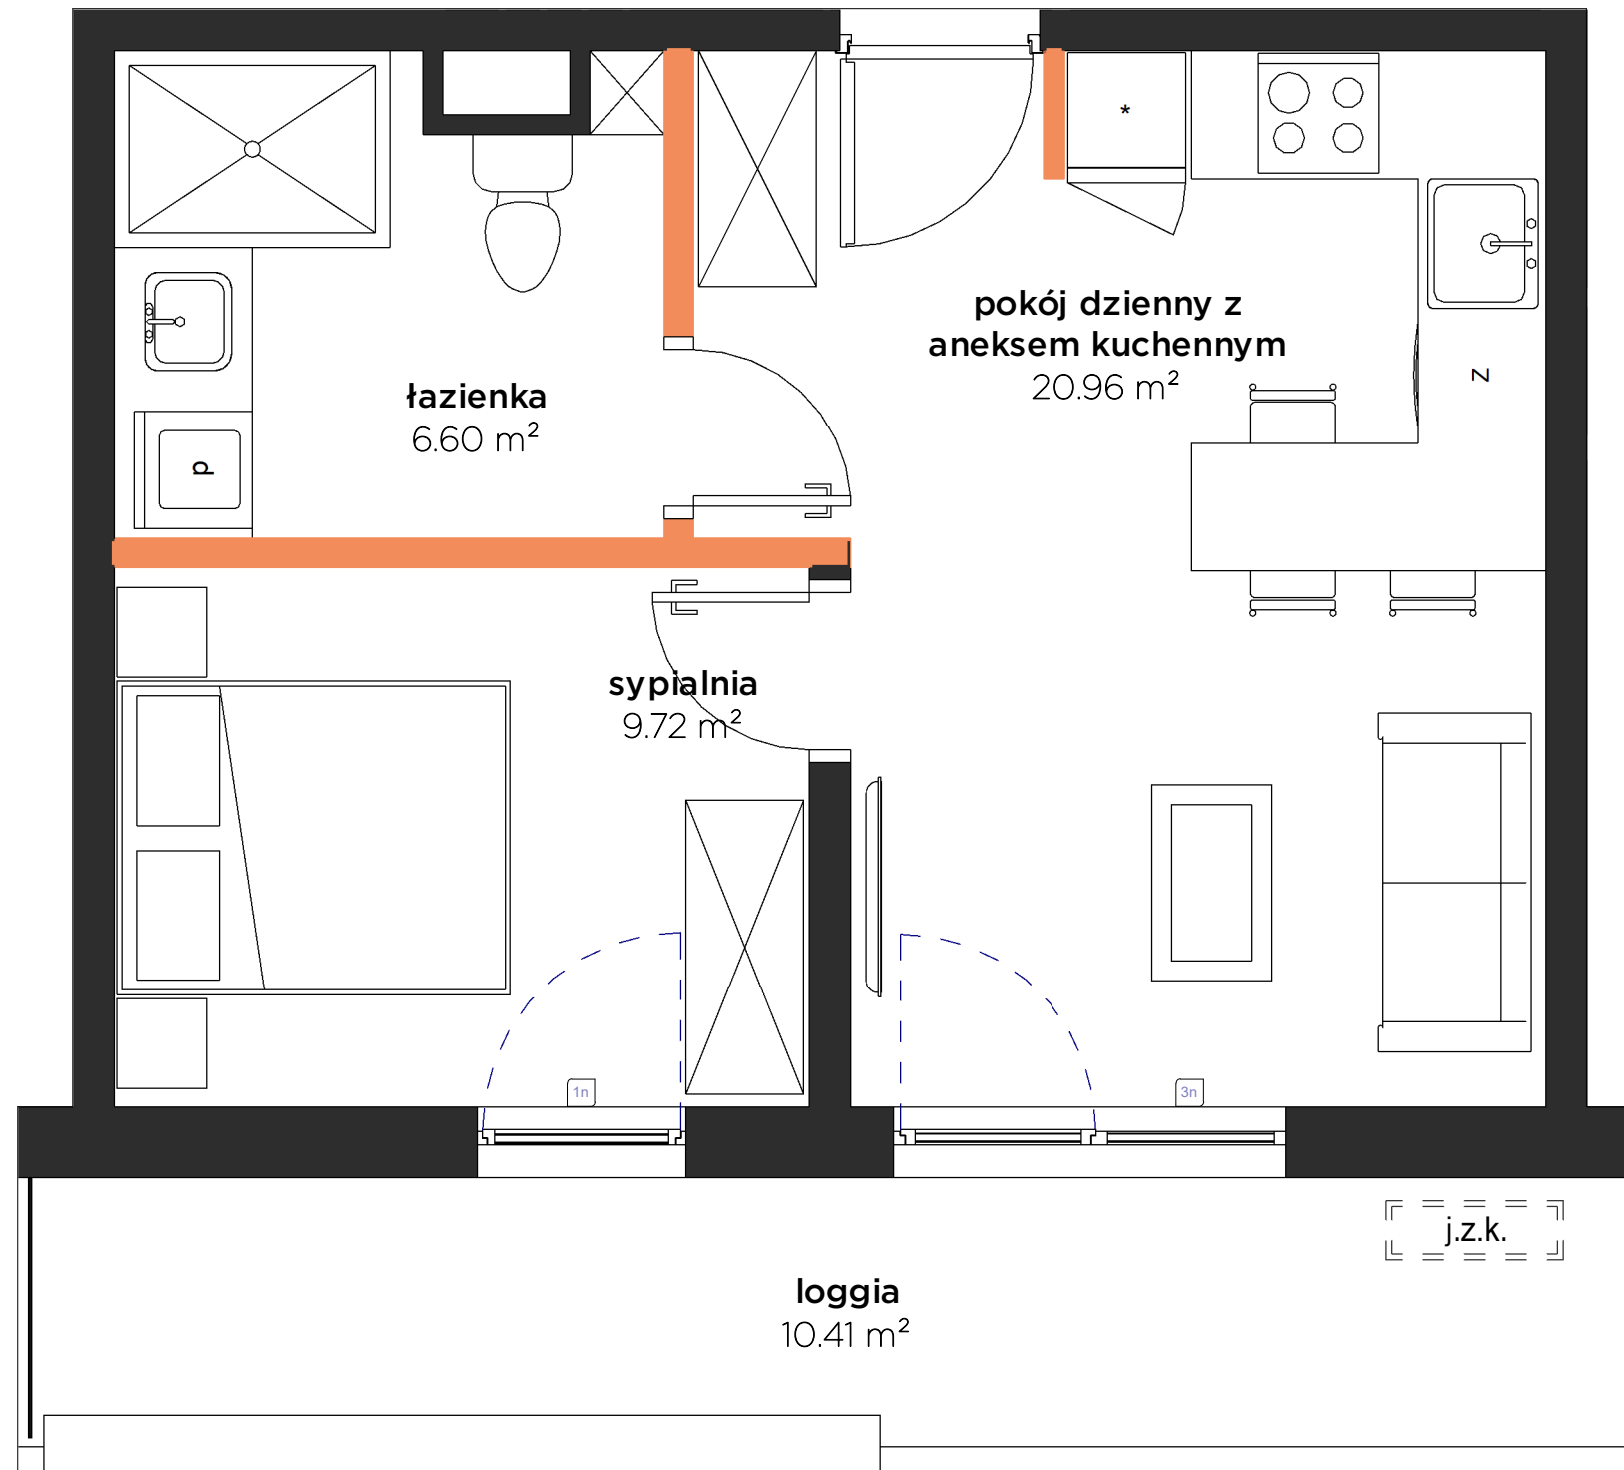 *
pokój dzienny z
aneksem kuchennym
20.96 m²
z
łazienka
6.60 m²
p
sypialnia
9.72 m²
1n
3n
j.z.k.
loggia
10.41 m²